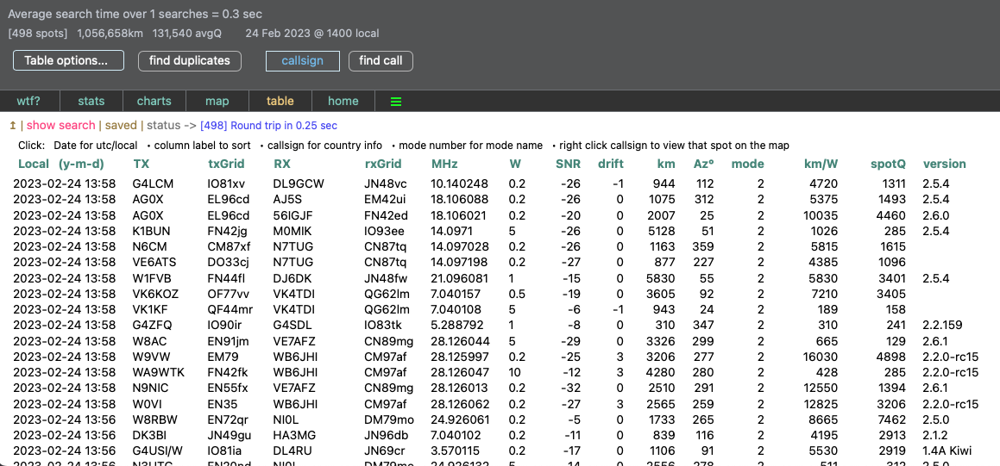 Average search time over 1 searches = 0.3 sec
[498 spots] 1,056,658km 131,540 avgQ 24 Feb 2023 @ 1400 local
Table options... find duplicates callsign find call
wtf? stats charts map table home ≡
↥ | show search | saved | status -> [498] Round trip in 0.25 sec
Click: Date for utc/local • column label to sort • callsign for country info • mode number for mode name • right click callsign to view that spot on the map
Local (y-m-d) TX txGrid RX rxGrid MHz W SNR drift km Az° mode km/W spotQ version
2023-02-24 13:58 G4LCM IO81xv DL9GCW JN48vc 10.140248 0.2 -26 -1 944 112 2 4720 1311 2.5.4
2023-02-24 13:58 AG0X EL96cd AJ5S EM42ui 18.106088 0.2 -26 0 1075 312 2 5375 1493 2.5.4
2023-02-24 13:58 AG0X EL96cd 56IGJF FN42ed 18.106021 0.2 -20 0 2007 25 2 10035 4460 2.6.0
2023-02-24 13:58 K1BUN FN42jg M0MIK IO93ee 14.0971 5 -26 0 5128 51 2 1026 285 2.5.4
2023-02-24 13:58 N6CM CM87xf N7TUG CN87tq 14.097028 0.2 -26 0 1163 359 2 5815 1615
2023-02-24 13:58 VE6ATS DO33cj N7TUG CN87tq 14.097198 0.2 -27 0 877 227 2 4385 1096
2023-02-24 13:58 W1FVB FN44fl DJ6DK JN48fw 21.096081 1 -15 0 5830 55 2 5830 3401 2.5.4
2023-02-24 13:58 VK6KOZ OF77vv VK4TDI QG62lm 7.040157 0.5 -19 0 3605 92 2 7210 3405
2023-02-24 13:58 VK1KF QF44mr VK4TDI QG62lm 7.040108 5 -6 -1 943 24 2 189 158
2023-02-24 13:58 G4ZFQ IO90ir G4SDL IO83tk 5.288792 1 -8 0 310 347 2 310 241 2.2.159
2023-02-24 13:58 W8AC EN91jm VE7AFZ CN89mg 28.126044 5 -29 0 3326 299 2 665 129 2.6.1
2023-02-24 13:58 W9VW EM79 WB6JHI CM97af 28.125997 0.2 -25 3 3206 277 2 16030 4898 2.2.0-rc15
2023-02-24 13:58 WA9WTK FN42fk WB6JHI CM97af 28.126047 10 -12 3 4280 280 2 428 285 2.2.0-rc15
2023-02-24 13:58 N9NIC EN55fx VE7AFZ CN89mg 28.126013 0.2 -32 0 2510 291 2 12550 1394 2.6.1
2023-02-24 13:58 W0VI EN35 WB6JHI CM97af 28.126062 0.2 -27 3 2565 259 2 12825 3206 2.2.0-rc15
2023-02-24 13:56 W8RBW EN72qr NI0L DM79mo 24.926061 0.2 -5 0 1733 265 2 8665 7462 2.5.0
2023-02-24 13:56 DK3BI JN49gu HA3MG JN96db 7.040102 0.2 -11 0 839 116 2 4195 2913 2.1.2
2023-02-24 13:56 G4USI/W IO81ia DL4RU JN69cr 3.570115 0.2 -17 0 1106 91 2 5530 2919 1.4A Kiwi